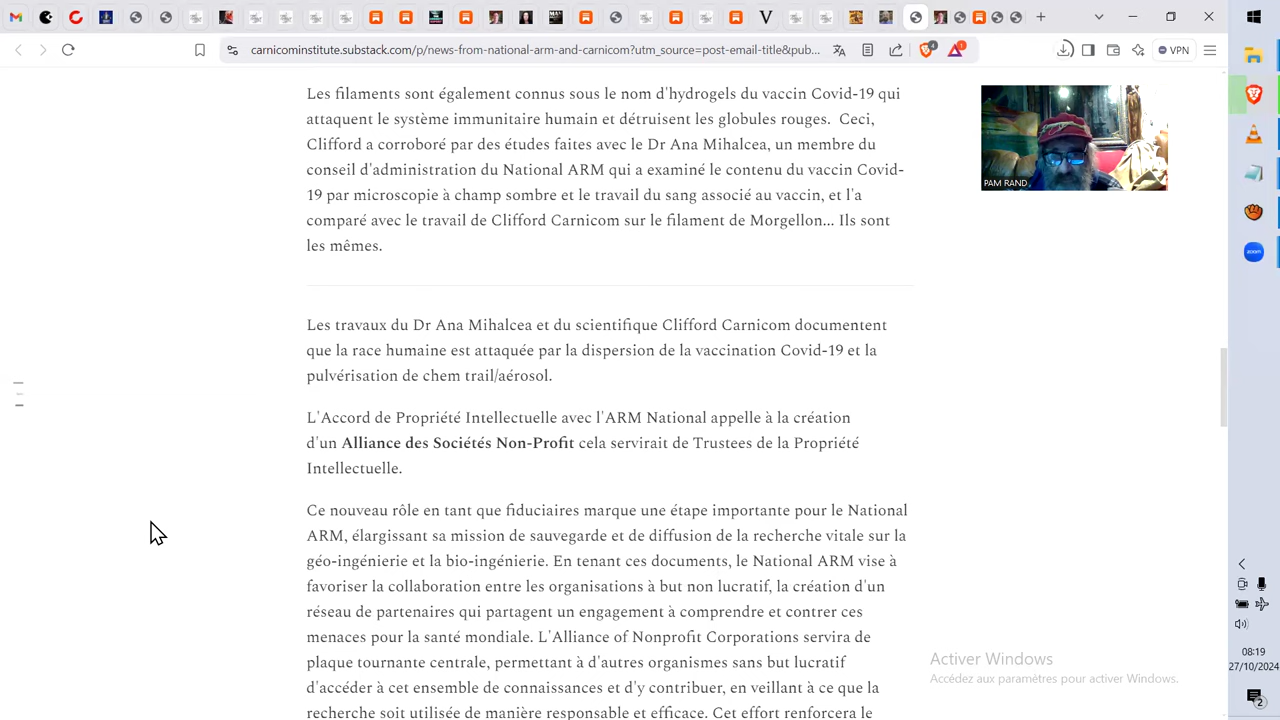 carnicominstitute.substack.com/p/news-from-national-arm-and-carnicom?utm_source=post-email-title&pub...
4
1
VPN
Les filaments sont également connus sous le nom d'hydrogels du vaccin Covid-19 qui
attaquent le système immunitaire humain et détruisent les globules rouges. Ceci,
Clifford a corroboré par des études faites avec le Dr Ana Mihalcea, un membre du
conseil d'administration du National ARM qui a examiné le contenu du vaccin Covid-
19 par microscopie à champ sombre et le travail du sang associé au vaccin, et l'a
comparé avec le travail de Clifford Carnicom sur le filament de Morgellon... Ils sont
les mêmes.
PAM RAND
zoom
Les travaux du Dr Ana Mihalcea et du scientifique Clifford Carnicom documentent
que la race humaine est attaquée par la dispersion de la vaccination Covid-19 et la
pulvérisation de chem trail/aérosol.
L'Accord de Propriété Intellectuelle avec l'ARM National appelle à la création
d'un Alliance des Sociétés Non-Profit cela servirait de Trustees de la Propriété
Intellectuelle.
Ce nouveau rôle en tant que fiduciaires marque une étape importante pour le National
ARM, élargissant sa mission de sauvegarde et de diffusion de la recherche vitale sur la
géo-ingénierie et la bio-ingénierie. En tenant ces documents, le National ARM vise à
favoriser la collaboration entre les organisations à but non lucratif, la création d'un
réseau de partenaires qui partagent un engagement à comprendre et contrer ces
menaces pour la santé mondiale. L'Alliance of Nonprofit Corporations servira de
plaque tournante centrale, permettant à d'autres organismes sans but lucratif
d'accéder à cet ensemble de connaissances et d'y contribuer, en veillant à ce que la
recherche soit utilisée de manière responsable et efficace. Cet effort renforcera le
Activer Windows
Accédez aux paramètres pour activer Windows.
08:19
27/10/2024
2